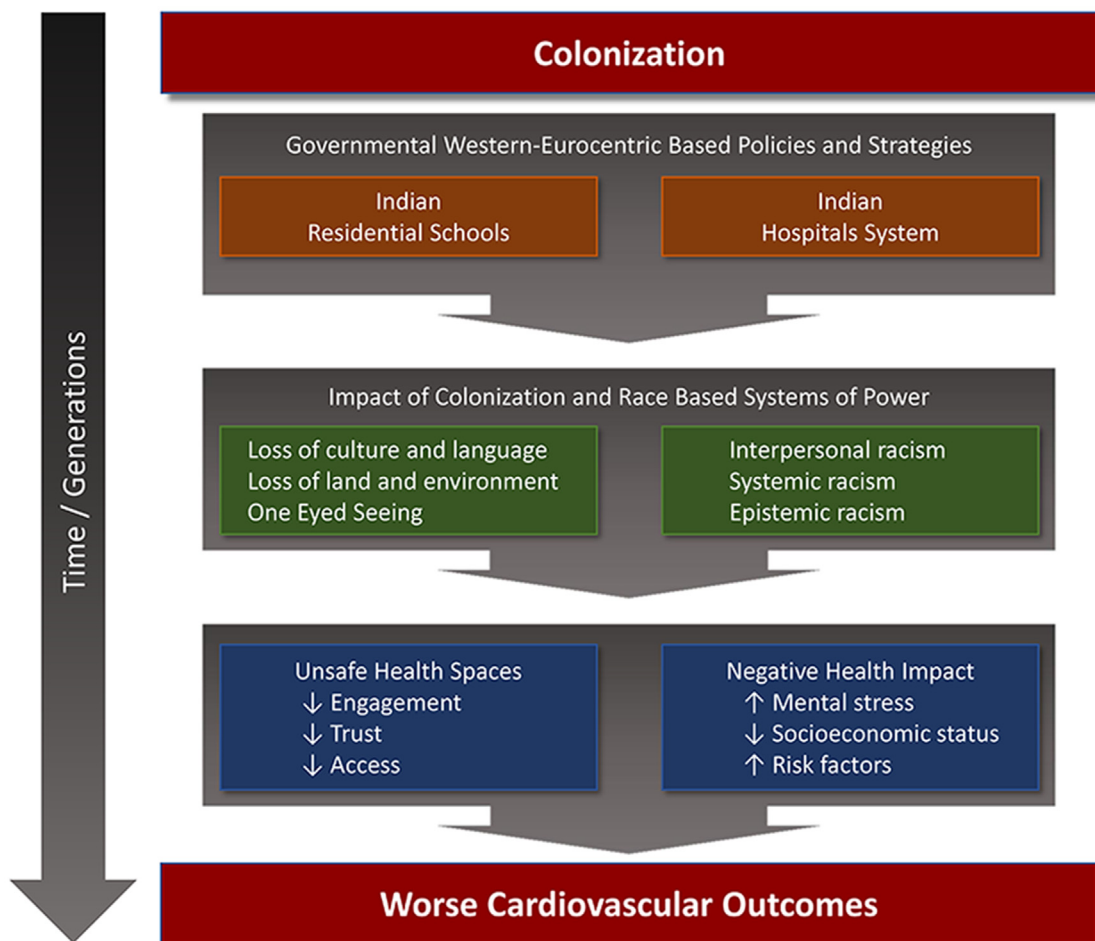 Colonization
Time / Generations
Governmental Western-Eurocentric Based Policies and Strategies
Indian
Residential Schools
Indian
Hospitals System
Impact of Colonization and Race Based Systems of Power
Loss of culture and language
Loss of land and environment
One Eyed Seeing
Interpersonal racism
Systemic racism
Epistemic racism
Unsafe Health Spaces
↓ Engagement
↓ Trust
↓ Access
Negative Health Impact
↑ Mental stress
↓ Socioeconomic status
↑ Risk factors
Worse Cardiovascular Outcomes